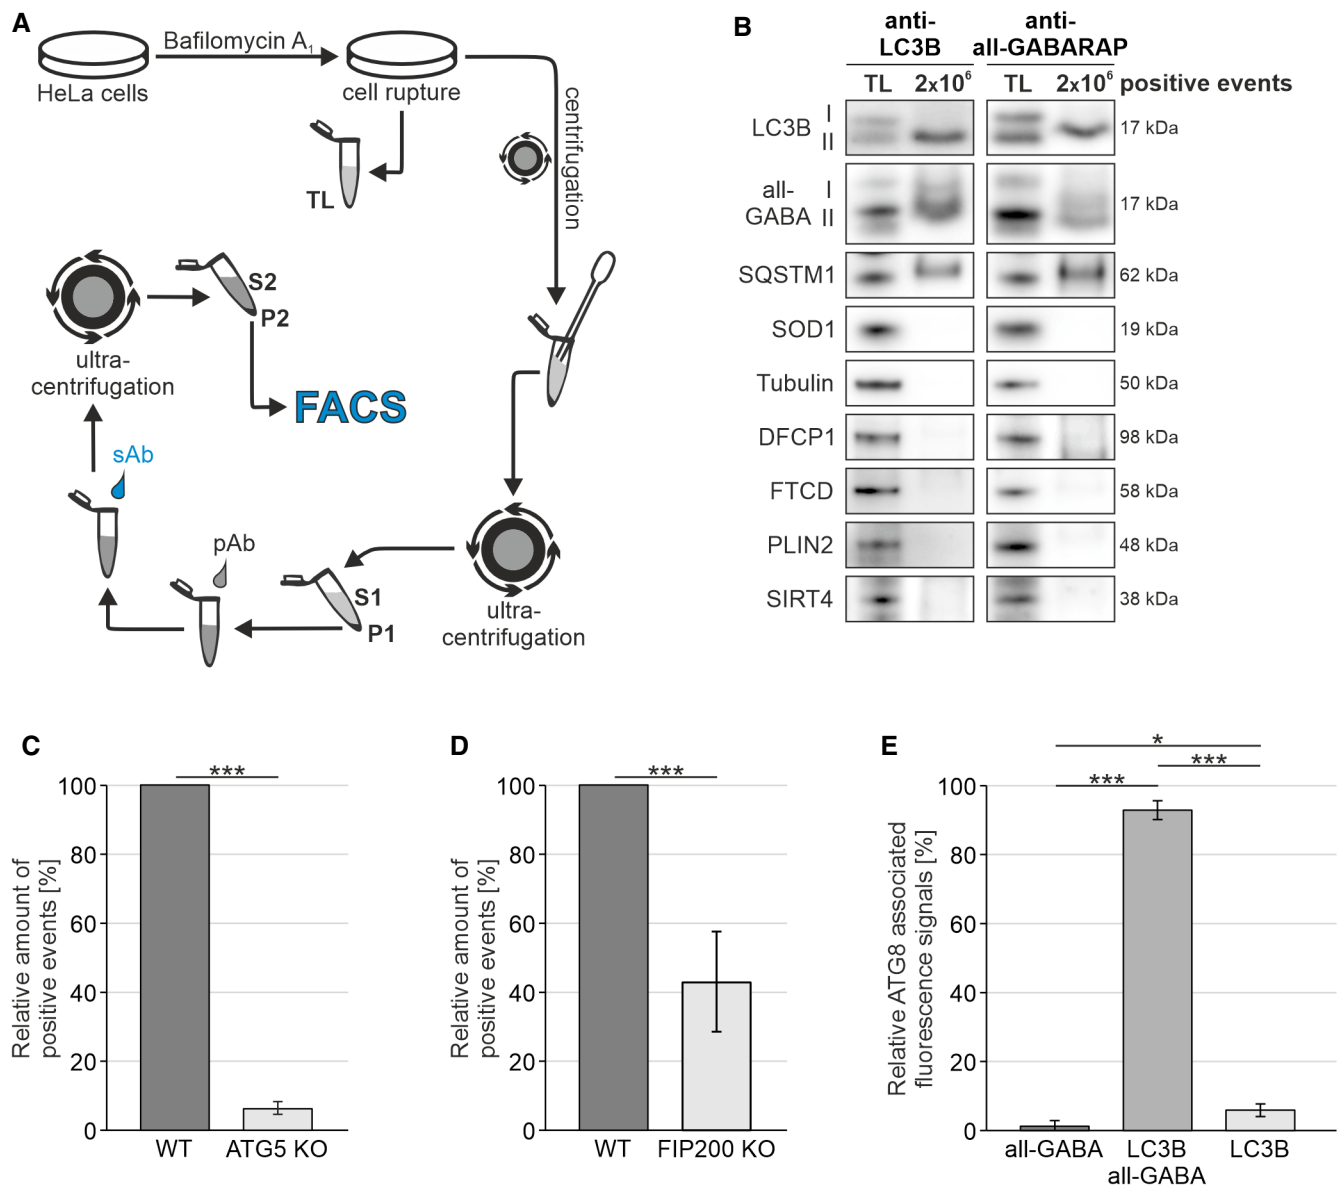 A
Bafilomycin A1
HeLa cells
cell rupture
TL
centrifugation
S2
P2
ultra-
centrifugation
FACS
sAb
pAb
S1
P1
ultra-
centrifugation
B
anti-
LC3B
anti-
all-GABARAP
TL 2x10⁶ TL 2x10⁶ positive events
LC3B I
II
17 kDa
all-
GABA I
II
17 kDa
SQSTM1 62 kDa
SOD1 19 kDa
Tubulin 50 kDa
DFCP1 98 kDa
FTCD 58 kDa
PLIN2 48 kDa
SIRT4 38 kDa
C
Relative amount of
positive events [%]
***
100
80
60
40
20
0
WT ATG5 KO
D
Relative amount of
positive events [%]
***
100
80
60
40
20
0
WT FIP200 KO
E
Relative ATG8 associated
fluorescence signals [%]
*
***
***
100
80
60
40
20
0
all-GABA LC3B LC3B
all-GABA